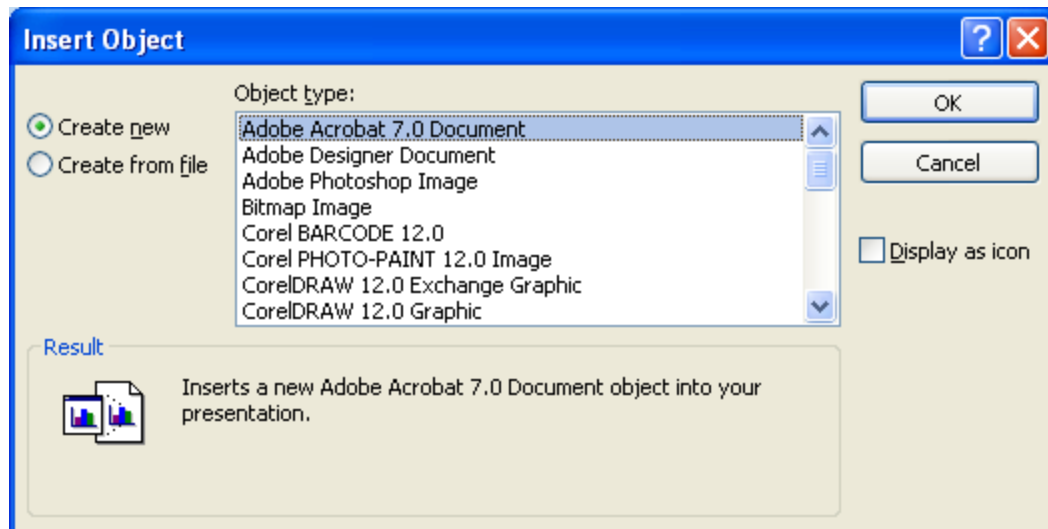 Insert Object
Object type:
Create new
Create from file
Adobe Acrobat 7.0 Document
Adobe Designer Document
Adobe Photoshop Image
Bitmap Image
Corel BARCODE 12.0
Corel PHOTO-PAINT 12.0 Image
CorelDRAW 12.0 Exchange Graphic
CorelDRAW 12.0 Graphic
OK
Cancel
Display as icon
Result
Inserts a new Adobe Acrobat 7.0 Document object into your
presentation.